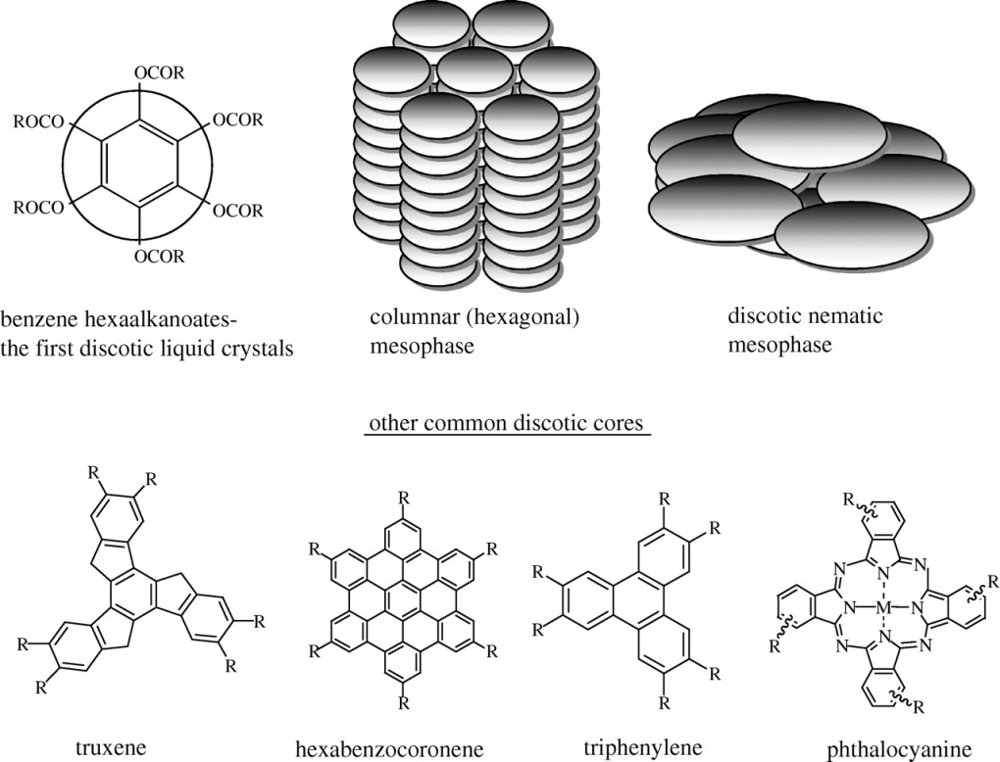 OCOR
ROCO
OCOR
ROCO
OCOR
OCOR
benzene hexaalkanoates-
the first discotic liquid crystals
columnar (hexagonal)
mesophase
discotic nematic
mesophase
other common discotic cores
R
R
R
R
R
R
truxene
R
R
R
R
R
R
hexabenzocoronene
R
R
R
R
R
R
triphenylene
R
N
N
N
R
N
M
N
R
N
N
N
R
phthalocyanine